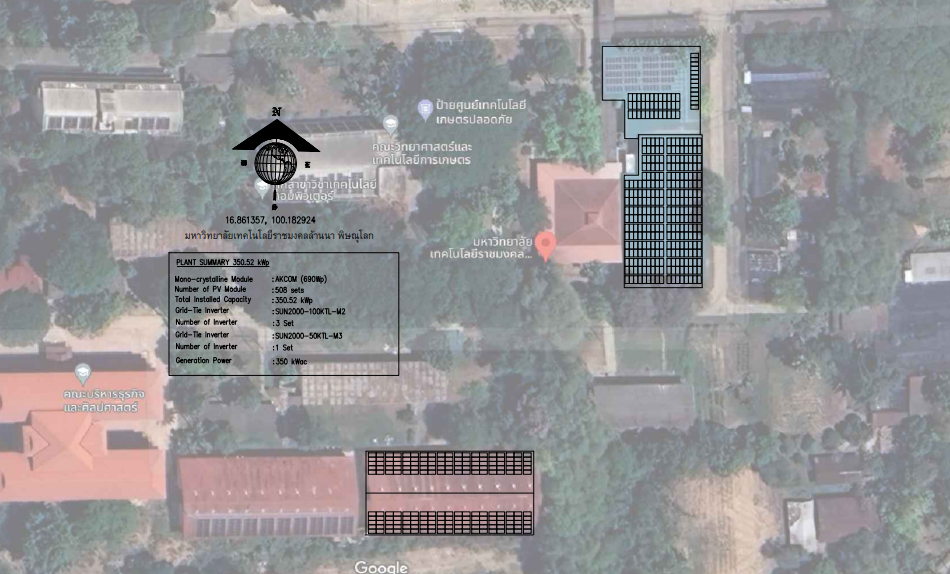 N
ฝ่ายศูนย์เทคโนโลยี
เกษตรปลอดภัย
คณะวิทยาศาสตร์และ
เทคโนโลยีการเกษตร
E
S
16.861357, 100.182924
มหาวิทยาลัยเทคโนโลยีราชมงคลล้านนา พิษณุโลก
มหาวิทยาลัย
เทคโนโลยีราชมงคล...
PLANT SUMMARY 350.52 kWp
Mono-crystalline Module :AKCOM (690Wp)
Number of PV Module :508 sets
Total Installed Capacity :350.52 kWp
Grid-Tie Inverter :SUN2000-100KTL-M2
Number of Inverter :3 Set
Grid-Tie Inverter :SUN2000-50KTL-M3
Number of Inverter :1 Set
Generation Power :350 kWac
คณะบริหารธุรกิจ
และศิลปศาสตร์
Google